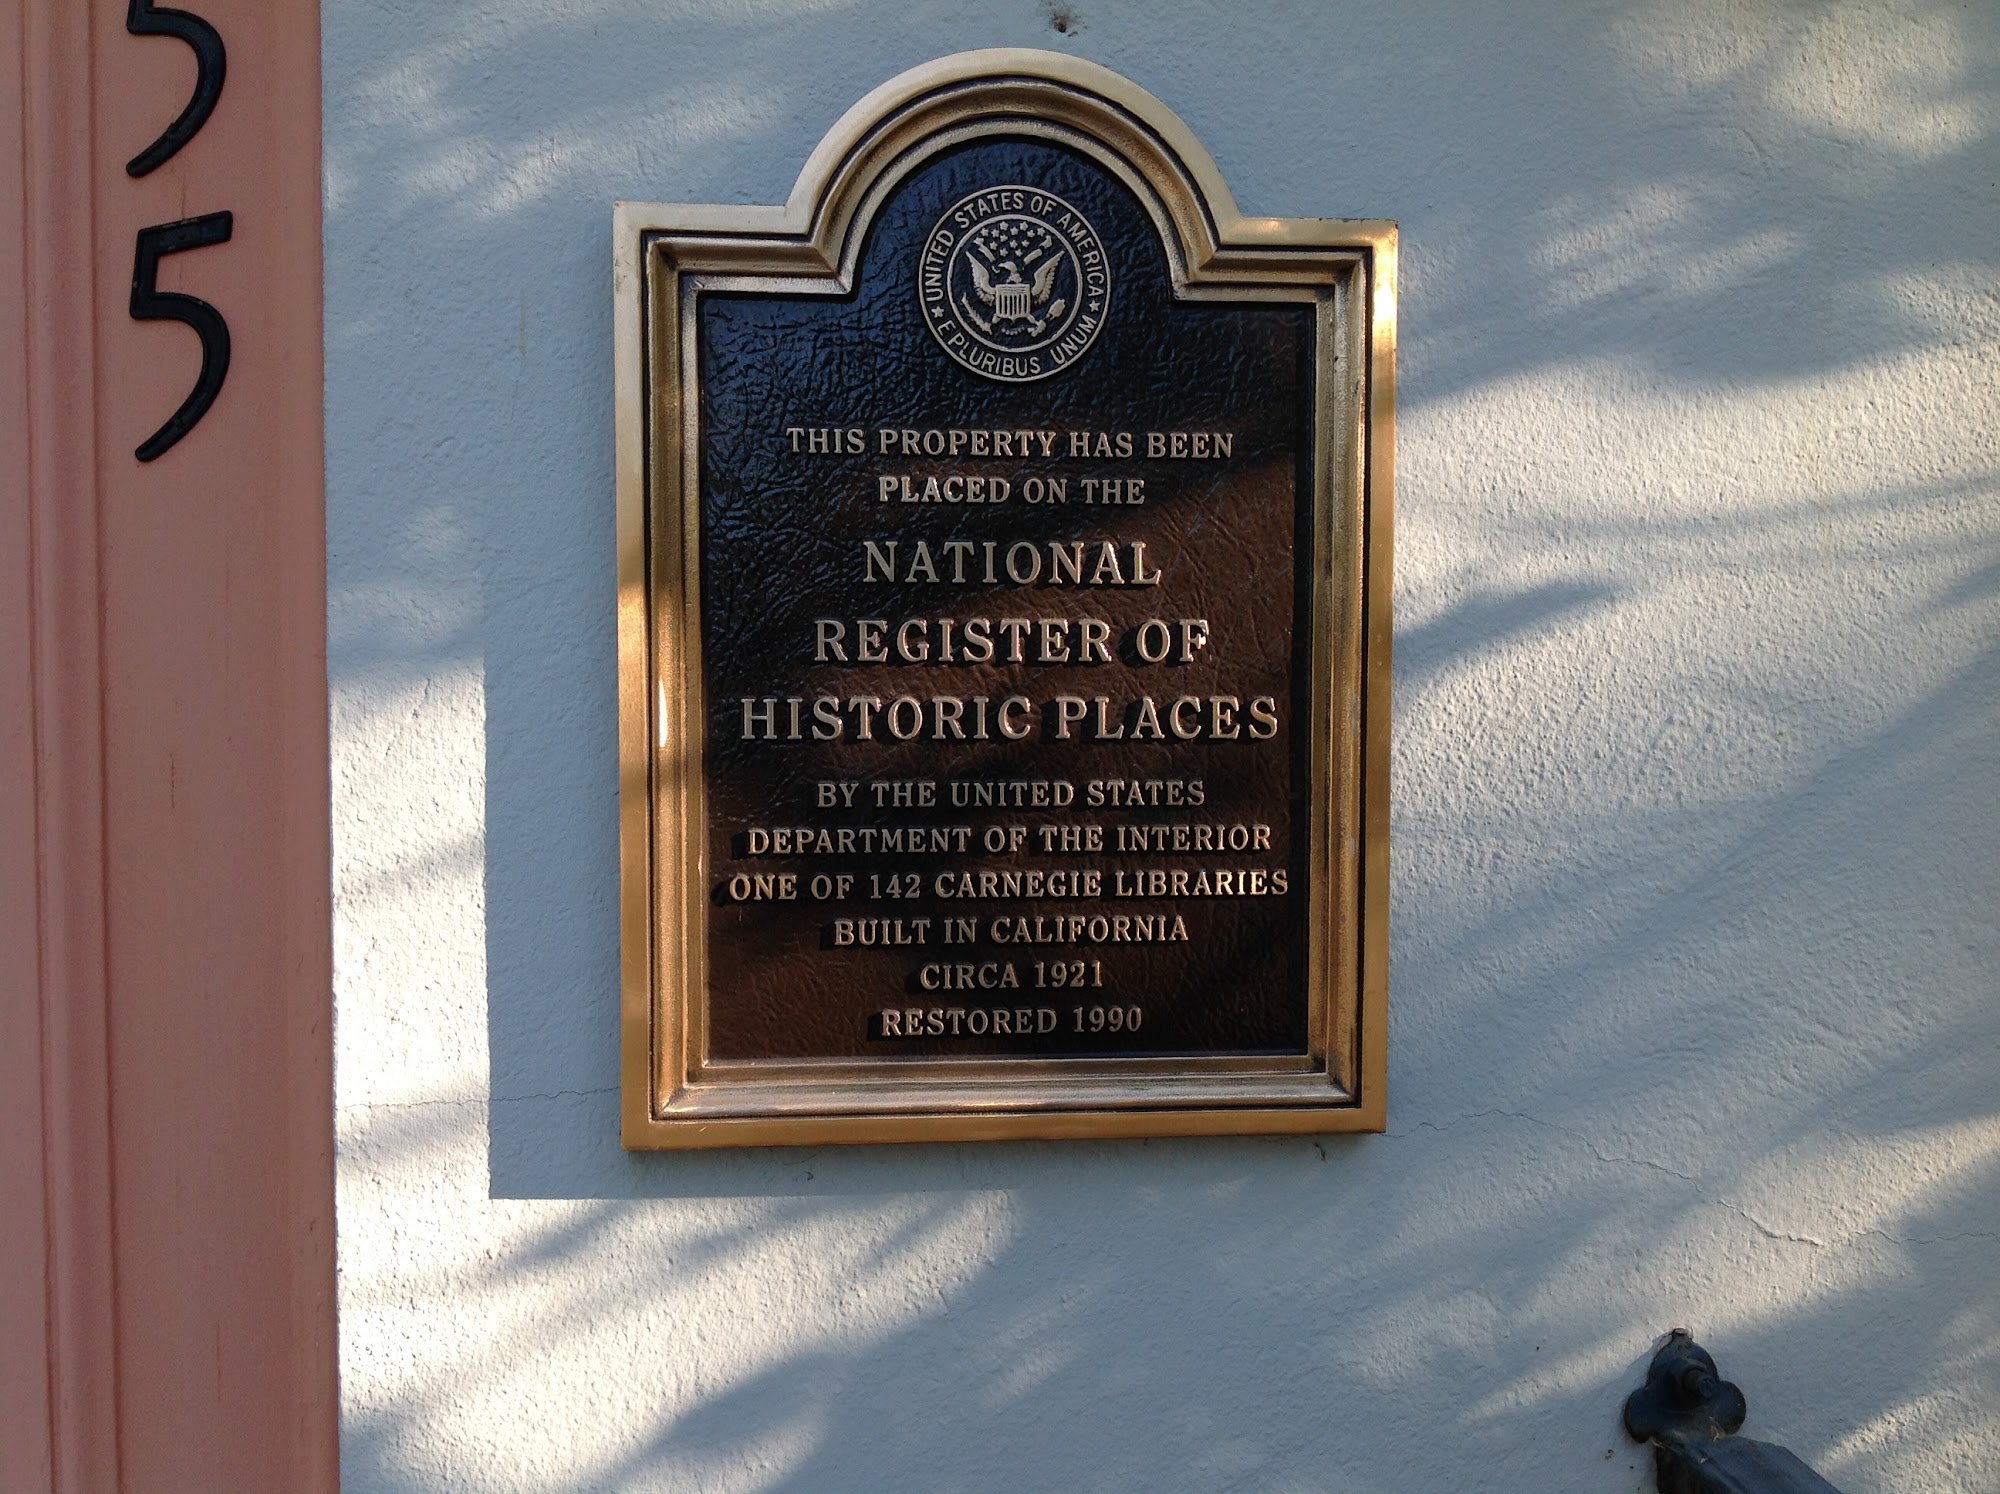 5
5
UNITED STATES OF AMERICA
E PLURIBUS UNUM
THIS PROPERTY HAS BEEN
PLACED ON THE
NATIONAL
REGISTER OF
HISTORIC PLACES
BY THE UNITED STATES
DEPARTMENT OF THE INTERIOR
ONE OF 142 CARNEGIE LIBRARIES
BUILT IN CALIFORNIA
CIRCA 1921
RESTORED 1990